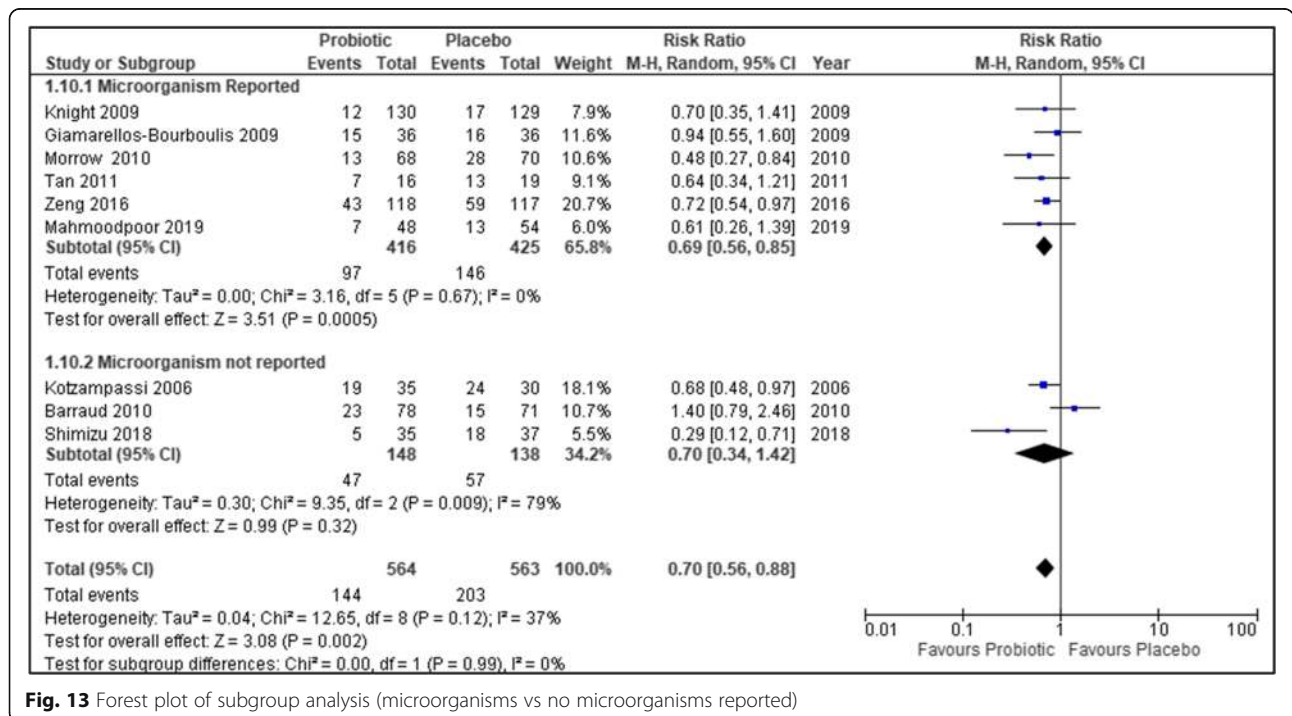 Probiotic Placebo Risk Ratio Risk Ratio
Study or Subgroup Events Total Events Total Weight M-H, Random, 95% CI Year M-H, Random, 95% CI
1.10.1 Microorganism Reported
Knight 2009 12 130 17 129 7.9% 0.70 [0.35, 1.41] 2009
Giamarellos-Bourboulis 2009 15 36 16 36 11.6% 0.94 [0.55, 1.60] 2009
Morrow 2010 13 68 28 70 10.6% 0.48 [0.27, 0.84] 2010
Tan 2011 7 16 13 19 9.1% 0.64 [0.34, 1.21] 2011
Zeng 2016 43 118 59 117 20.7% 0.72 [0.54, 0.97] 2016
Mahmoodpoor 2019 7 48 13 54 6.0% 0.61 [0.26, 1.39] 2019
Subtotal (95% CI) 416 425 65.8% 0.69 [0.56, 0.85]
Total events 97 146
Heterogeneity: Tau² = 0.00; Chi² = 3.16, df = 5 (P = 0.67); I² = 0%
Test for overall effect: Z = 3.51 (P = 0.0005)
1.10.2 Microorganism not reported
Kotzampassi 2006 19 35 24 30 18.1% 0.68 [0.48, 0.97] 2006
Barraud 2010 23 78 15 71 10.7% 1.40 [0.79, 2.46] 2010
Shimizu 2018 5 35 18 37 5.5% 0.29 [0.12, 0.71] 2018
Subtotal (95% CI) 148 138 34.2% 0.70 [0.34, 1.42]
Total events 47 57
Heterogeneity: Tau² = 0.30; Chi² = 9.35, df = 2 (P = 0.009); I² = 79%
Test for overall effect: Z = 0.99 (P = 0.32)
Total (95% CI) 564 563 100.0% 0.70 [0.56, 0.88]
Total events 144 203
Heterogeneity: Tau² = 0.04; Chi² = 12.65, df = 8 (P = 0.12); I² = 37%
Test for overall effect: Z = 3.08 (P = 0.002)
Test for subgroup differences: Chi² = 0.00, df = 1 (P = 0.99), I² = 0%
0.01 0.1 1 10 100
Favours Probiotic Favours Placebo
Fig. 13 Forest plot of subgroup analysis (microorganisms vs no microorganisms reported)